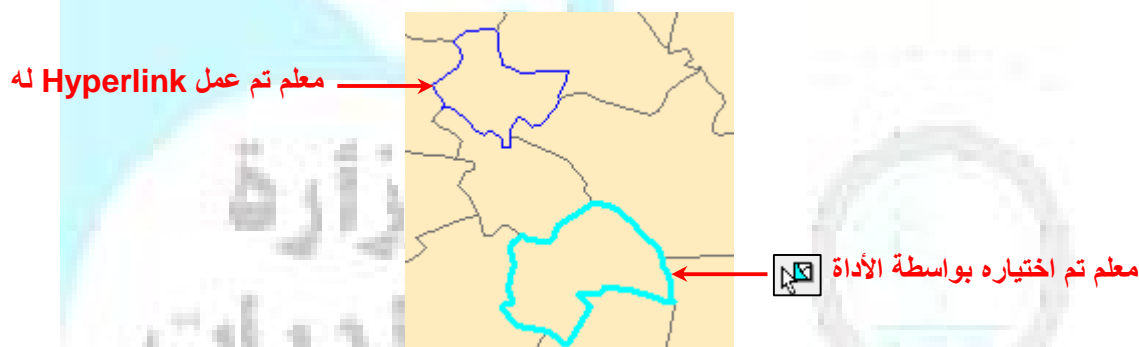 معلم تم عمل Hyperlink له
معلم تم اختياره بواسطة الأداة